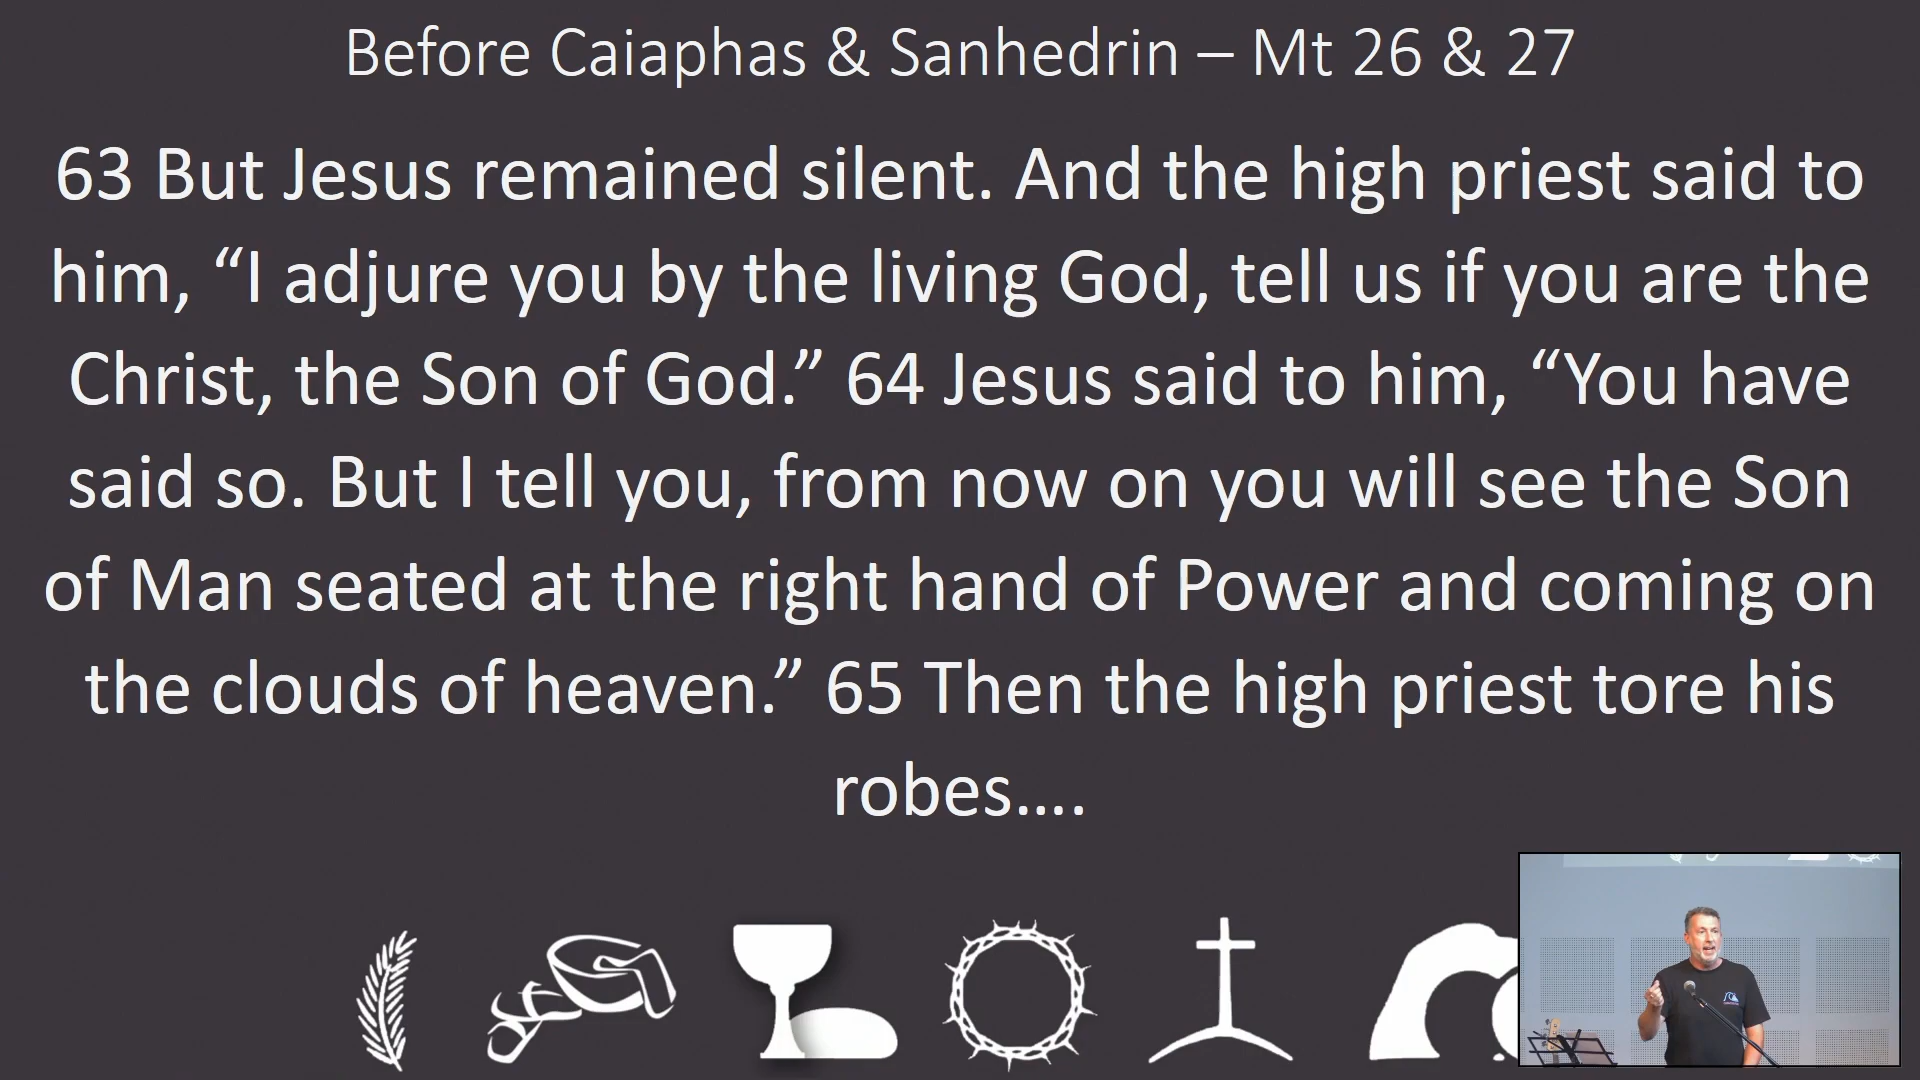 Before Caiaphas & Sanhedrin – Mt 26 & 27
63 But Jesus remained silent. And the high priest said to
him, “I adjure you by the living God, tell us if you are the
Christ, the Son of God.” 64 Jesus said to him, “You have
said so. But I tell you, from now on you will see the Son
of Man seated at the right hand of Power and coming on
the clouds of heaven.” 65 Then the high priest tore his
robes….